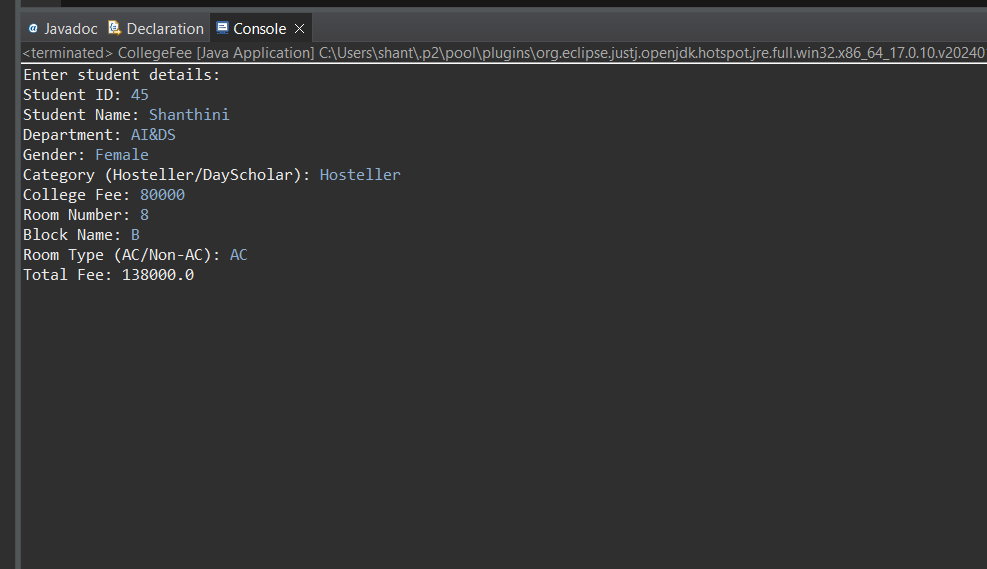 Javadoc Declaration Console
<terminated> CollegeFee [Java Application] C:\Users\shant\.p2\pool\plugins\org.eclipse.justj.openjdk.hotspot.jre.full.win32.x86_64_17.0.10.v20240
Enter student details:
Student ID: 45
Student Name: Shanthini
Department: AI&DS
Gender: Female
Category (Hosteller/DayScholar): Hosteller
College Fee: 80000
Room Number: 8
Block Name: B
Room Type (AC/Non-AC): AC
Total Fee: 138000.0